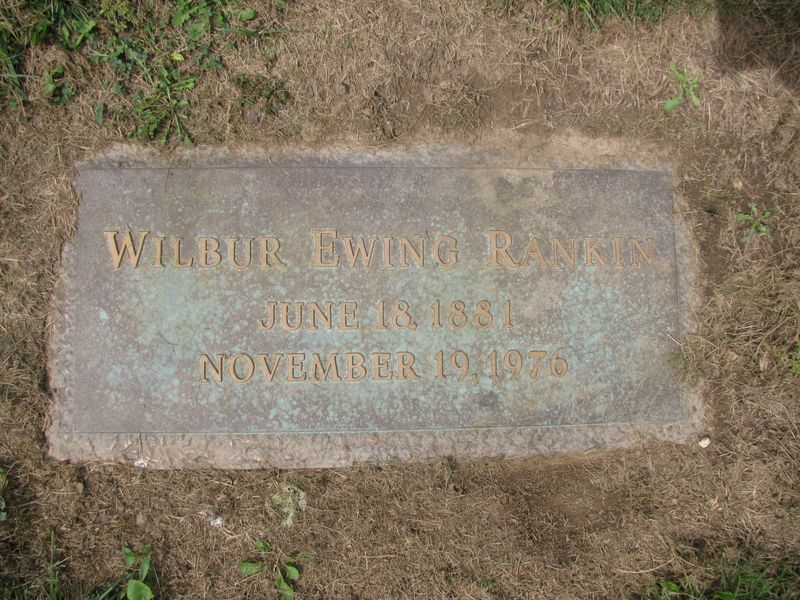 WILBUR EWING RANKIN
JUNE 18, 1881
NOVEMBER 19, 1976